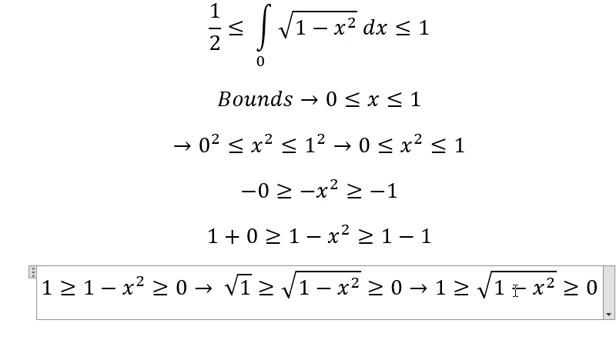 1/2 ≤ ∫₀ √(1 − x²) dx ≤ 1
Bounds → 0 ≤ x ≤ 1
→ 0² ≤ x² ≤ 1² → 0 ≤ x² ≤ 1
−0 ≥ −x² ≥ −1
1 + 0 ≥ 1 − x² ≥ 1 − 1
1 ≥ 1 − x² ≥ 0 → √1 ≥ √(1 − x²) ≥ 0 → 1 ≥ √(1 − x²) ≥ 0